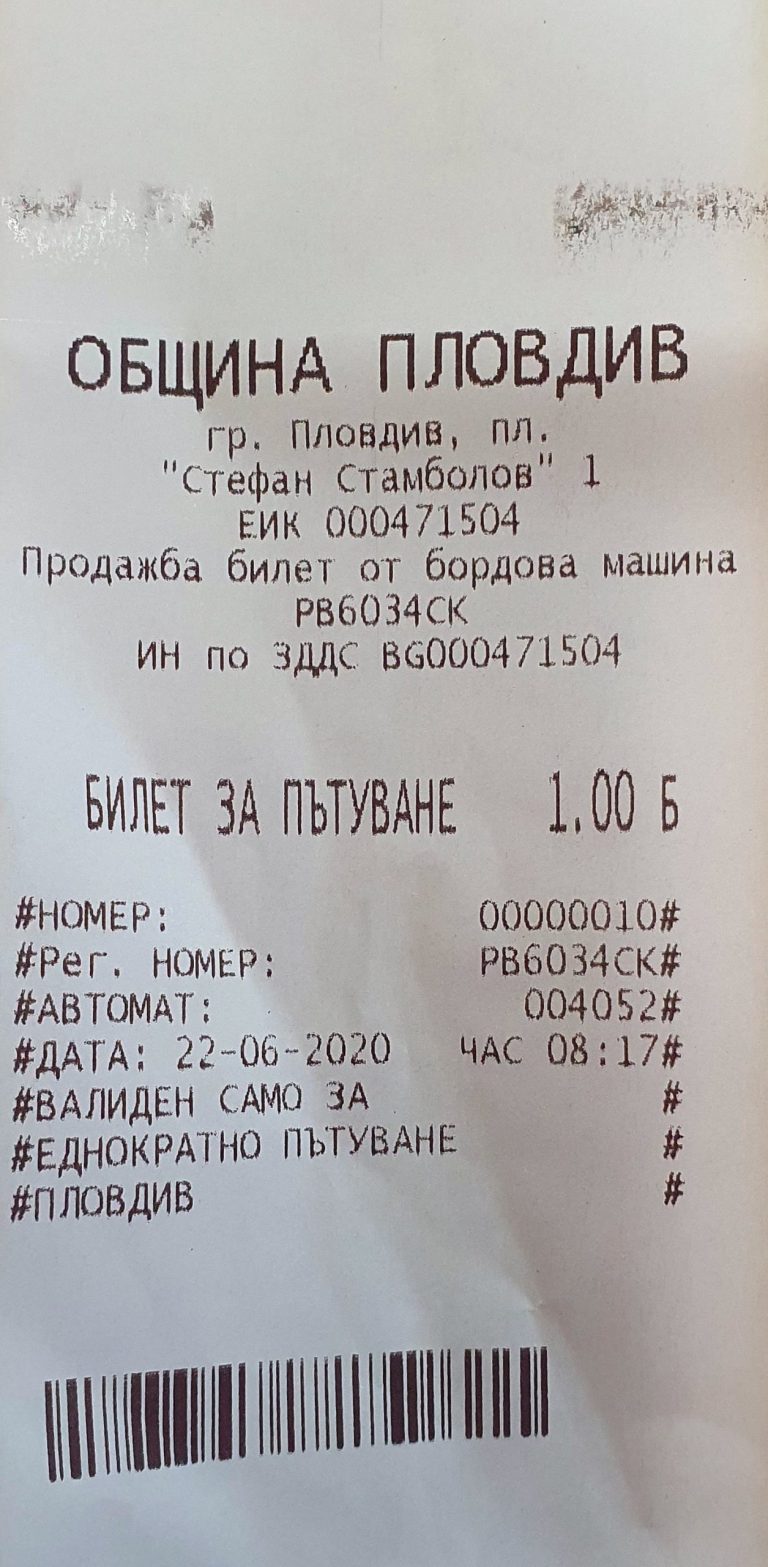 ОБЩИНА ПЛОВДИВ
гр. Пловдив, пл.
"Стефан Стамболов" 1
ЕИК 000471504
Продажба билет от бордова машина
РВ6034СК
ИН по ЗДДС BG000471504
БИЛЕТ ЗА ПЪТУВАНЕ 1.00 Б
#НОМЕР: 00000010#
#Рег. НОМЕР: РВ6034СК#
#АВТОМАТ: 004052#
#ДАТА: 22-06-2020 ЧАС 08:17#
#ВАЛИДЕН САМО ЗА #
#ЕДНОКРАТНО ПЪТУВАНЕ #
#ПЛОВДИВ #